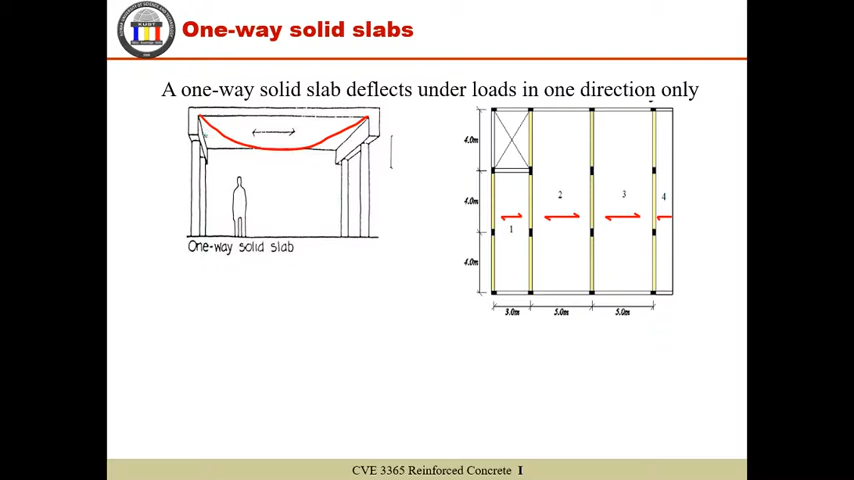 One-way solid slabs
A one-way solid slab deflects under loads in one direction only
One-way solid slab
4.0m
4.0m
4.0m
2
3
4
1
3.0m
5.0m
5.0m
CVE 3365 Reinforced Concrete I